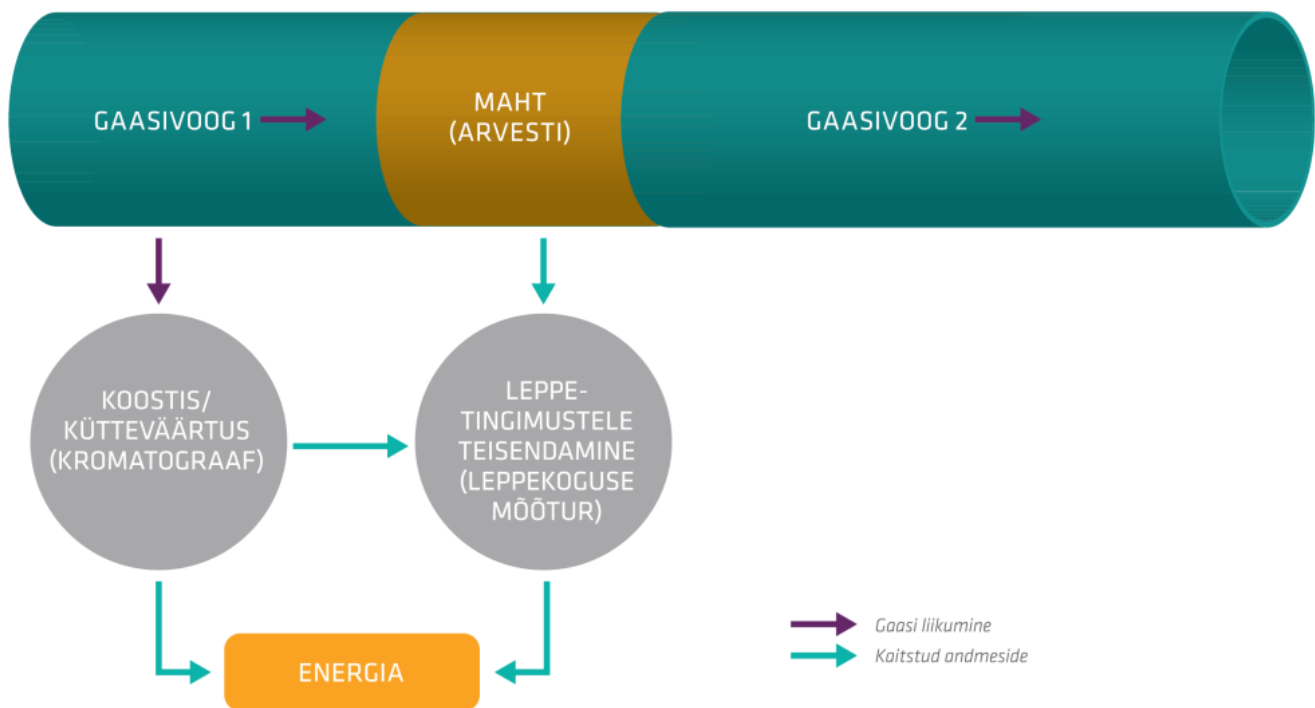 GAASIVOOG 1
MAHT
(ARVESTI)
GAASIVOOG 2
KOOSTIS/
KÜTTEVÄÄRTUS
(KROMATOGRAAF)
LEPPE-
TINGIMUSTELE
TEISENDAMINE
(LEPPEKOGUSE
MÕÕTUR)
ENERGIA
Gaasi liikumine
Kaitstud andmeside